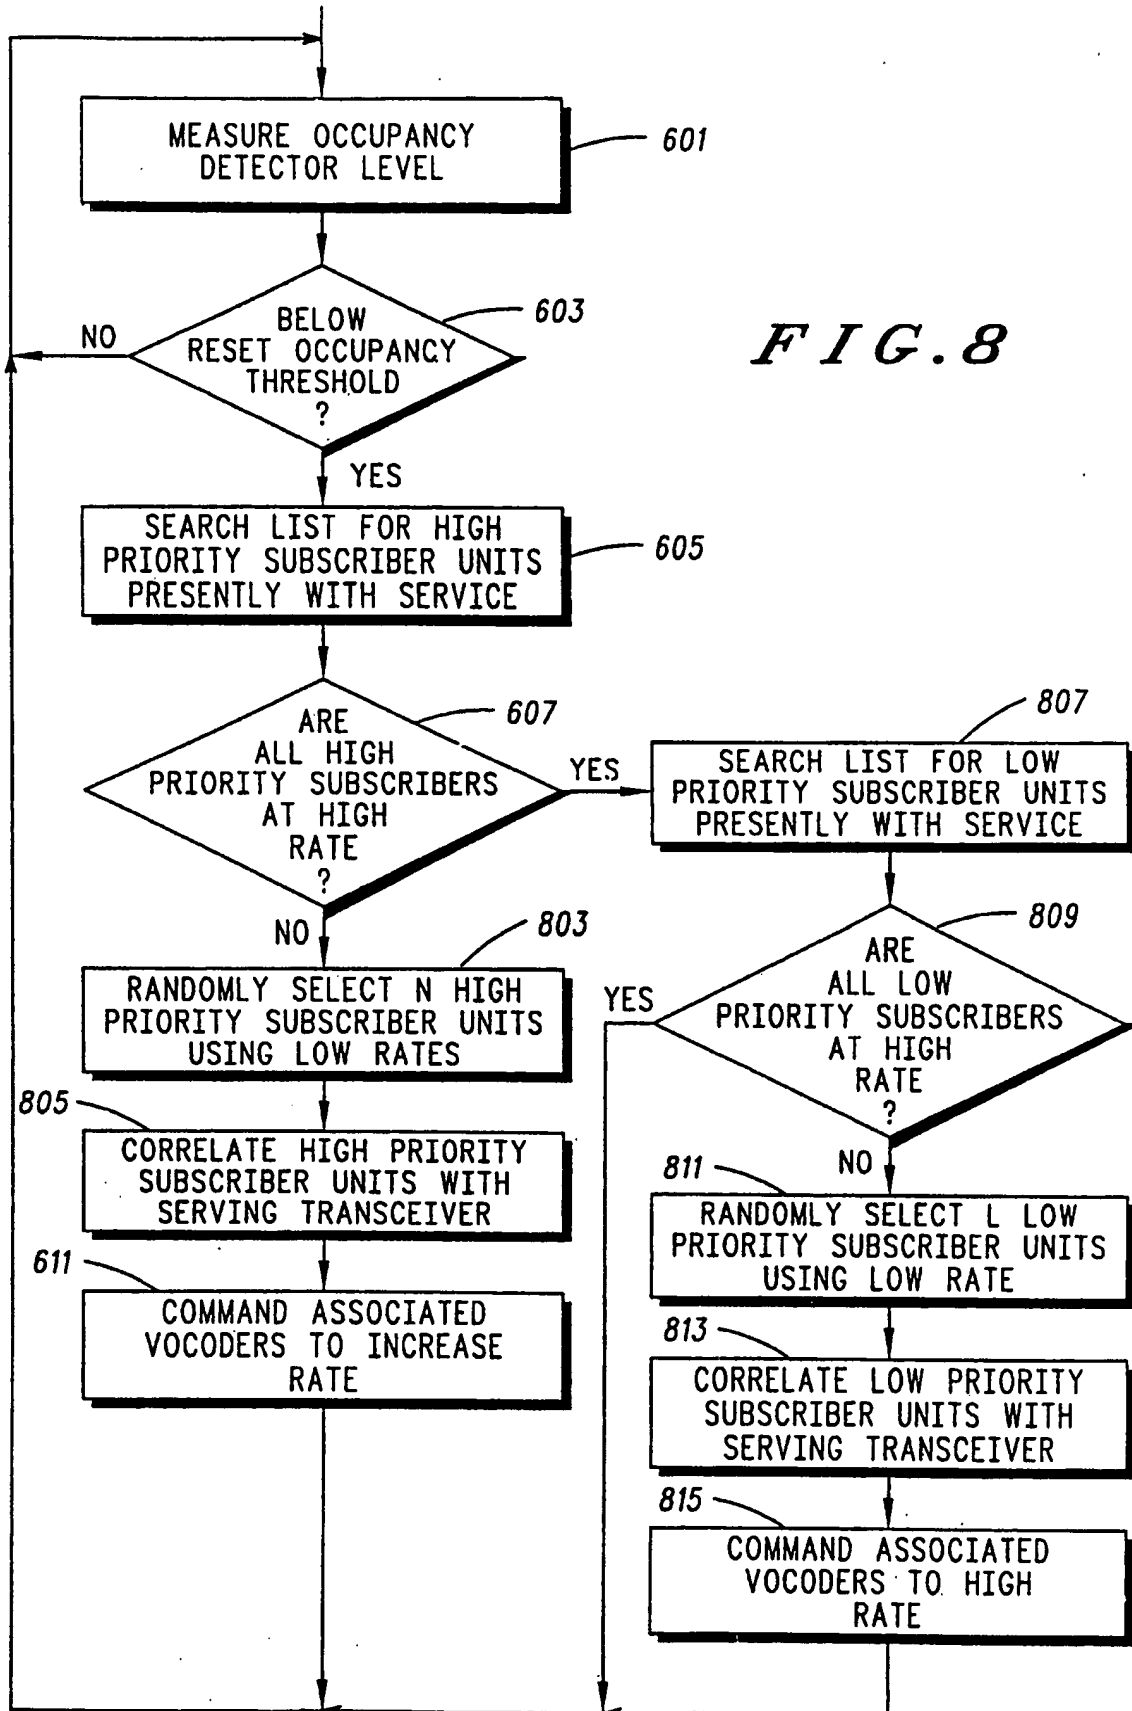 MEASURE OCCUPANCY
DETECTOR LEVEL
601
BELOW
RESET OCCUPANCY
THRESHOLD
?
603
NO
YES
FIG.8
SEARCH LIST FOR HIGH
PRIORITY SUBSCRIBER UNITS
PRESENTLY WITH SERVICE
605
ARE
ALL HIGH
PRIORITY SUBSCRIBERS
AT HIGH
RATE
?
607
YES
NO
803
RANDOMLY SELECT N HIGH
PRIORITY SUBSCRIBER UNITS
USING LOW RATES
805
CORRELATE HIGH PRIORITY
SUBSCRIBER UNITS WITH
SERVING TRANSCEIVER
611
COMMAND ASSOCIATED
VOCODERS TO INCREASE
RATE
807
SEARCH LIST FOR LOW
PRIORITY SUBSCRIBER UNITS
PRESENTLY WITH SERVICE
809
ARE
ALL LOW
PRIORITY SUBSCRIBERS
AT HIGH
RATE
?
YES
NO
811
RANDOMLY SELECT L LOW
PRIORITY SUBSCRIBER UNITS
USING LOW RATE
813
CORRELATE LOW PRIORITY
SUBSCRIBER UNITS WITH
SERVING TRANSCEIVER
815
COMMAND ASSOCIATED
VOCODERS TO HIGH
RATE